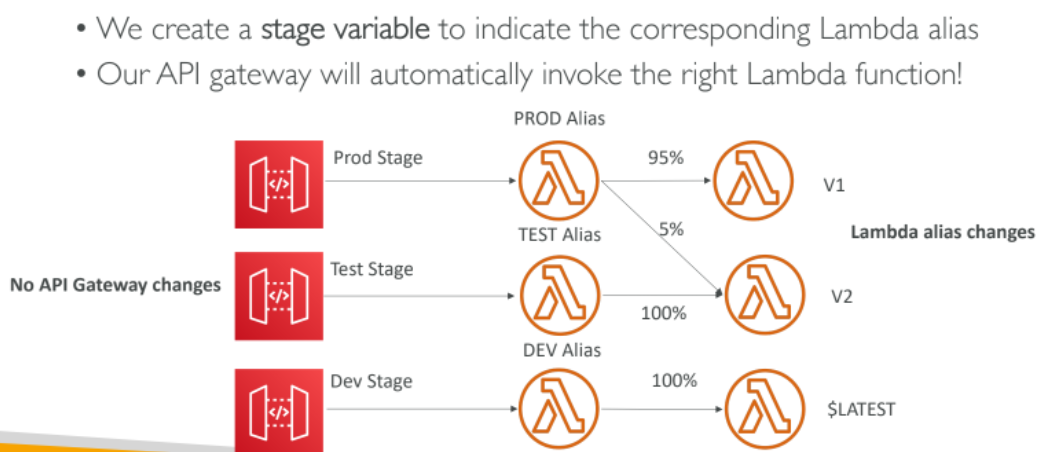 • We create a stage variable to indicate the corresponding Lambda alias
• Our API gateway will automatically invoke the right Lambda function!
PROD Alias
Prod Stage
95%
V1
5%
Lambda alias changes
TEST Alias
Test Stage
No API Gateway changes
V2
100%
DEV Alias
Dev Stage
100%
$LATEST